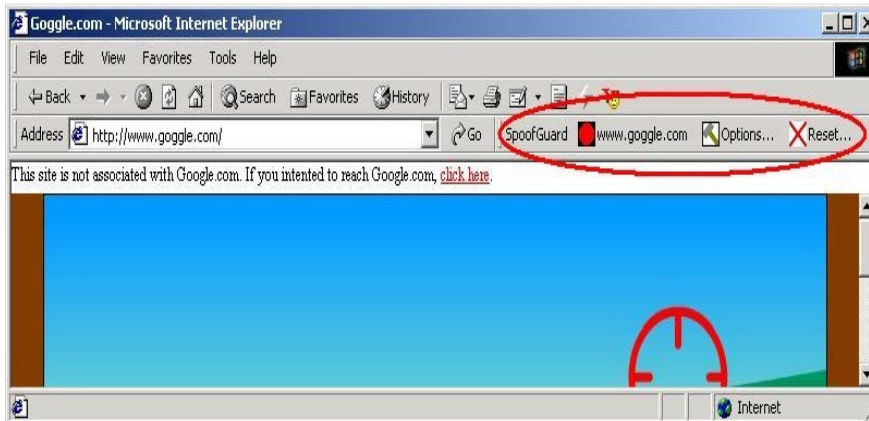 Goggle.com - Microsoft Internet Explorer
File Edit View Favorites Tools Help
Back Search Favorites History
Address http://www.goggle.com/ Go SpoofGuard www.goggle.com Options... Reset...
This site is not associated with Google.com. If you intented to reach Google.com, click here.
Internet